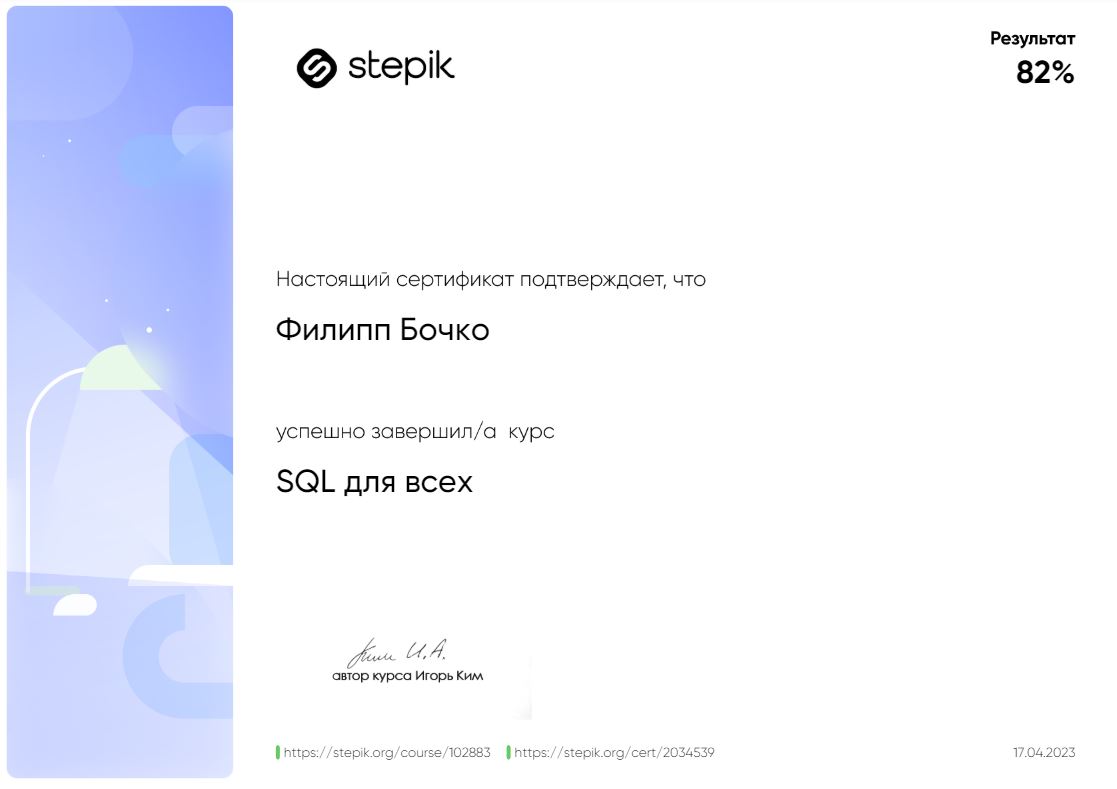 stepik
Результат
82%
Настоящий сертификат подтверждает, что
Филипп Бочко
успешно завершил/а курс
SQL для всех
Ким И.А.
автор курса Игорь Ким
https://stepik.org/course/102883 https://stepik.org/cert/2034539
17.04.2023